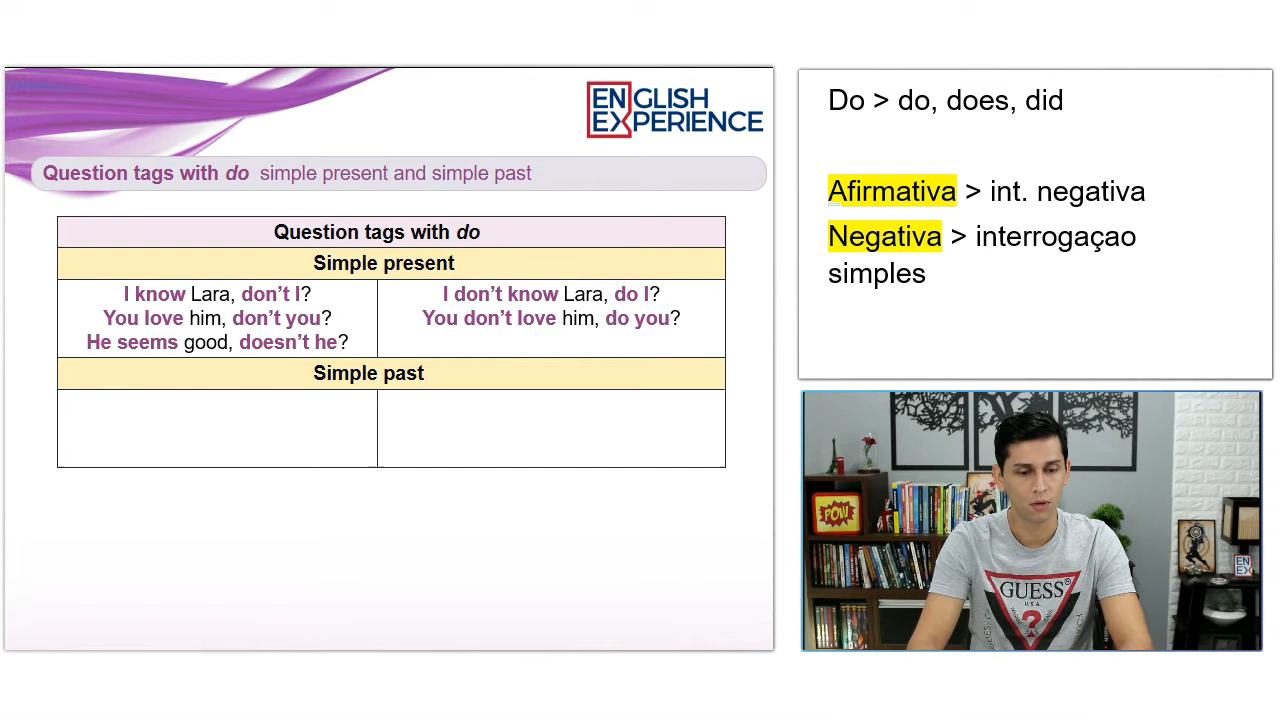 ENGLISH
EXPERIENCE
Question tags with do simple present and simple past
Question tags with do
Simple present
I know Lara, don’t I?
You love him, don’t you?
He seems good, doesn’t he?
I don’t know Lara, do I?
You don’t love him, do you?
Simple past
Do > do, does, did
Afirmativa > int. negativa
Negativa > interrogaçao
simples
POW
GUESS®
U.S.A.
?
EN
EX